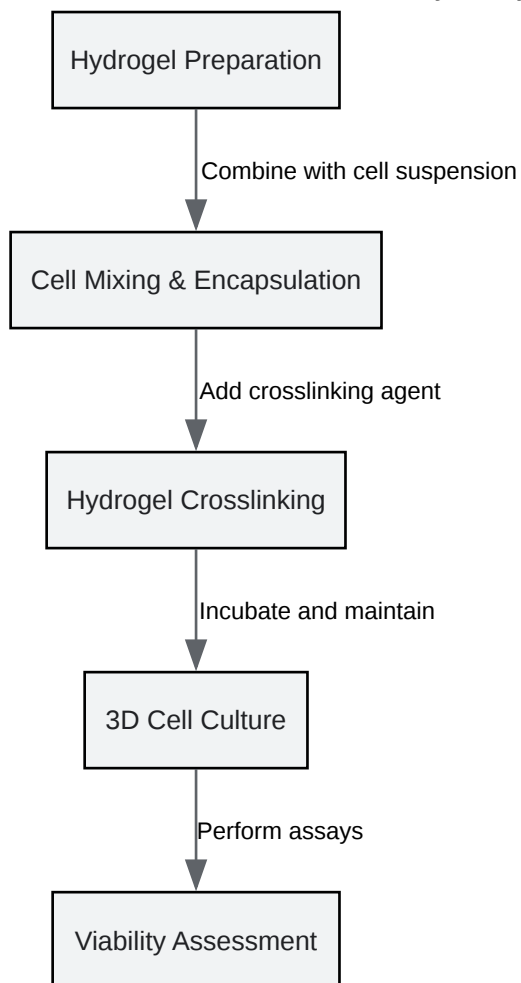 Hydrogel Preparation
Combine with cell suspension
Cell Mixing & Encapsulation
Add crosslinking agent
Hydrogel Crosslinking
Incubate and maintain
3D Cell Culture
Perform assays
Viability Assessment